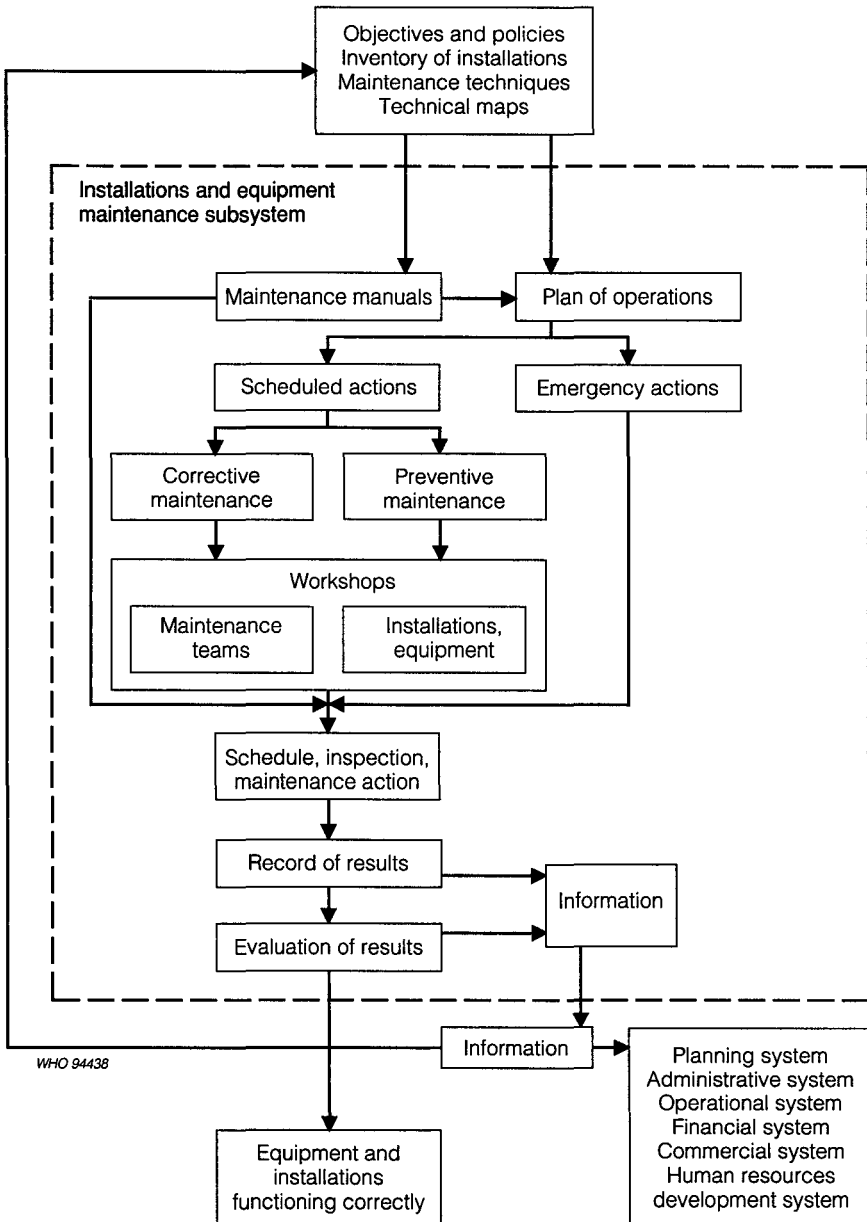 Objectives and policies
Inventory of installations
Maintenance techniques
Technical maps
Installations and equipment
maintenance subsystem
Maintenance manuals
Plan of operations
Scheduled actions
Emergency actions
Corrective
maintenance
Preventive
maintenance
Workshops
Maintenance
teams
Installations,
equipment
Schedule, inspection,
maintenance action
Record of results
Information
Evaluation of results
Information
WHO 94438
Planning system
Administrative system
Operational system
Financial system
Commercial system
Human resources
development system
Equipment and
installations
functioning correctly